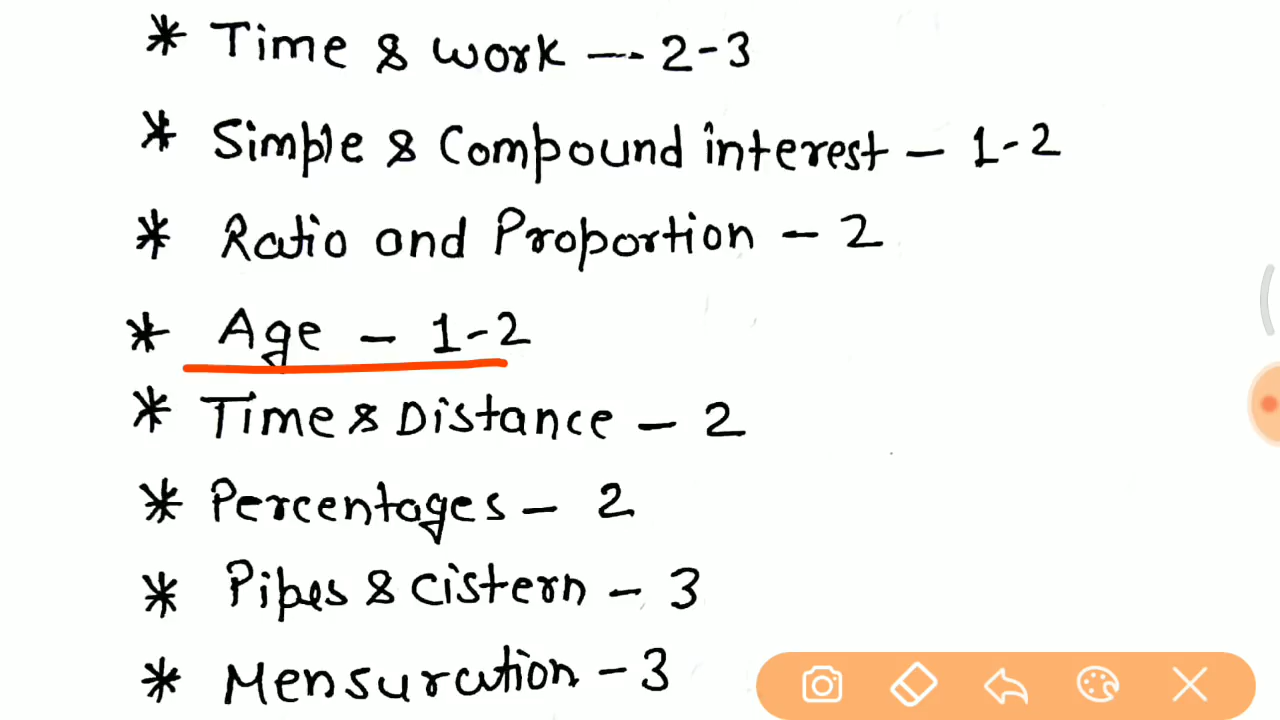 * Time & work --- 2-3
* Simple & Compound interest - 1-2
* Ratio and Proportion - 2
* Age - 1-2
* Time & Distance - 2
* Percentages - 2
* Pipes & cistern - 3
* Mensuration - 3